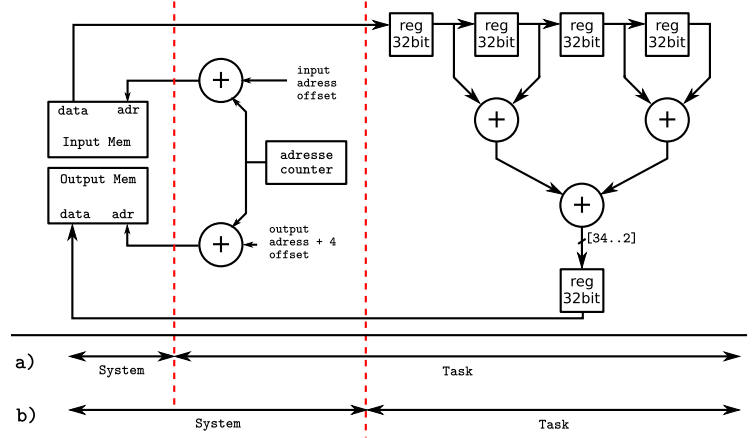 reg
32bit
reg
32bit
reg
32bit
reg
32bit
+
input
adress
offset
data
adr
Input Mem
+
+
adresse
counter
Output Mem
data
adr
+
+
output
adress + 4
offset
[34..2]
reg
32bit
a)
System
Task
b)
System
Task